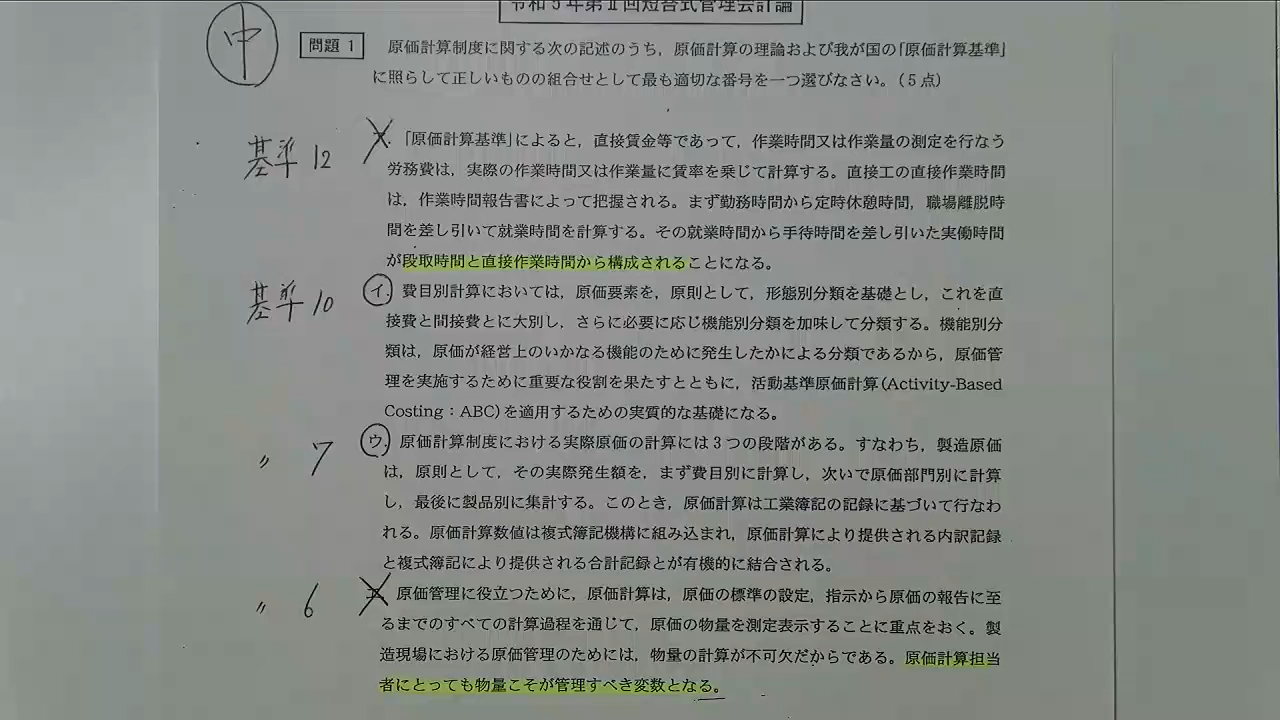 令和5年第Ⅱ回短答式管理会計論
中
問題 1
原価計算制度に関する次の記述のうち，原価計算の理論および我が国の「原価計算基準」
に照らして正しいものの組合せとして最も適切な番号を一つ選びなさい。（5点）
基準12
「原価計算基準」によると，直接賃金等であって，作業時間又は作業量の測定を行なう
労務費は，実際の作業時間又は作業量に賃率を乗じて計算する。直接工の直接作業時間
は，作業時間報告書によって把握される。まず勤務時間から定時休憩時間，職場離脱時
間を差し引いて就業時間を計算する。その就業時間から手待時間を差し引いた実働時間
が段取時間と直接作業時間から構成されることになる。
基準10
イ．費目別計算においては，原価要素を，原則として，形態別分類を基礎とし，これを直
接費と間接費とに大別し，さらに必要に応じ機能別分類を加味して分類する。機能別分
類は，原価が経営上のいかなる機能のために発生したかによる分類であるから，原価管
理を実施するために重要な役割を果たすとともに，活動基準原価計算(Activity-Based
Costing：ABC)を適用するための実質的な基礎になる。
〃 7
ウ．原価計算制度における実際原価の計算には3つの段階がある。すなわち，製造原価
は，原則として，その実際発生額を，まず費目別に計算し，次いで原価部門別に計算
し，最後に製品別に集計する。このとき，原価計算は工業簿記の記録に基づいて行なわ
れる。原価計算数値は複式簿記機構に組み込まれ，原価計算により提供される内訳記録
と複式簿記により提供される合計記録とが有機的に結合される。
〃 6
原価管理に役立つために，原価計算は，原価の標準の設定，指示から原価の報告に至
るまでのすべての計算過程を通じて，原価の物量を測定表示することに重点をおく。製
造現場における原価管理のためには，物量の計算が不可欠だからである。原価計算担当
者にとっても物量こそが管理すべき変数となる。